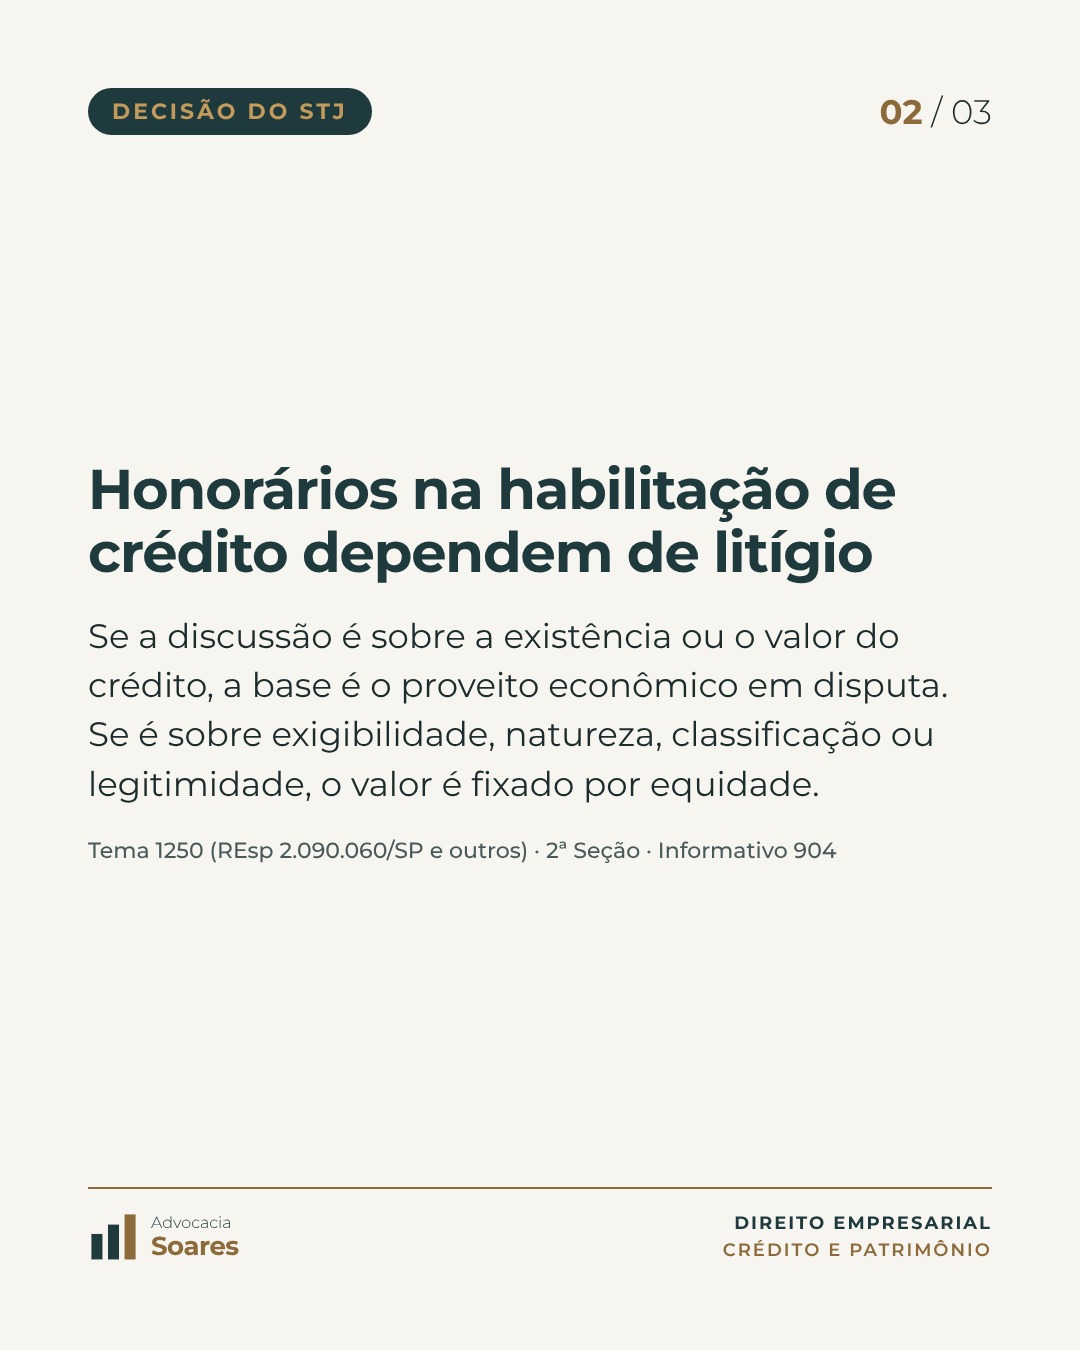 DECISÃO DO STJ
02 / 03
Honorários na habilitação de
crédito dependem de litígio
Se a discussão é sobre a existência ou o valor do
crédito, a base é o proveito econômico em disputa.
Se é sobre exigibilidade, natureza, classificação ou
legitimidade, o valor é fixado por equidade.
Tema 1250 (REsp 2.090.060/SP e outros) · 2ª Seção · Informativo 904
Advocacia
Soares
DIREITO EMPRESARIAL
CRÉDITO E PATRIMÔNIO